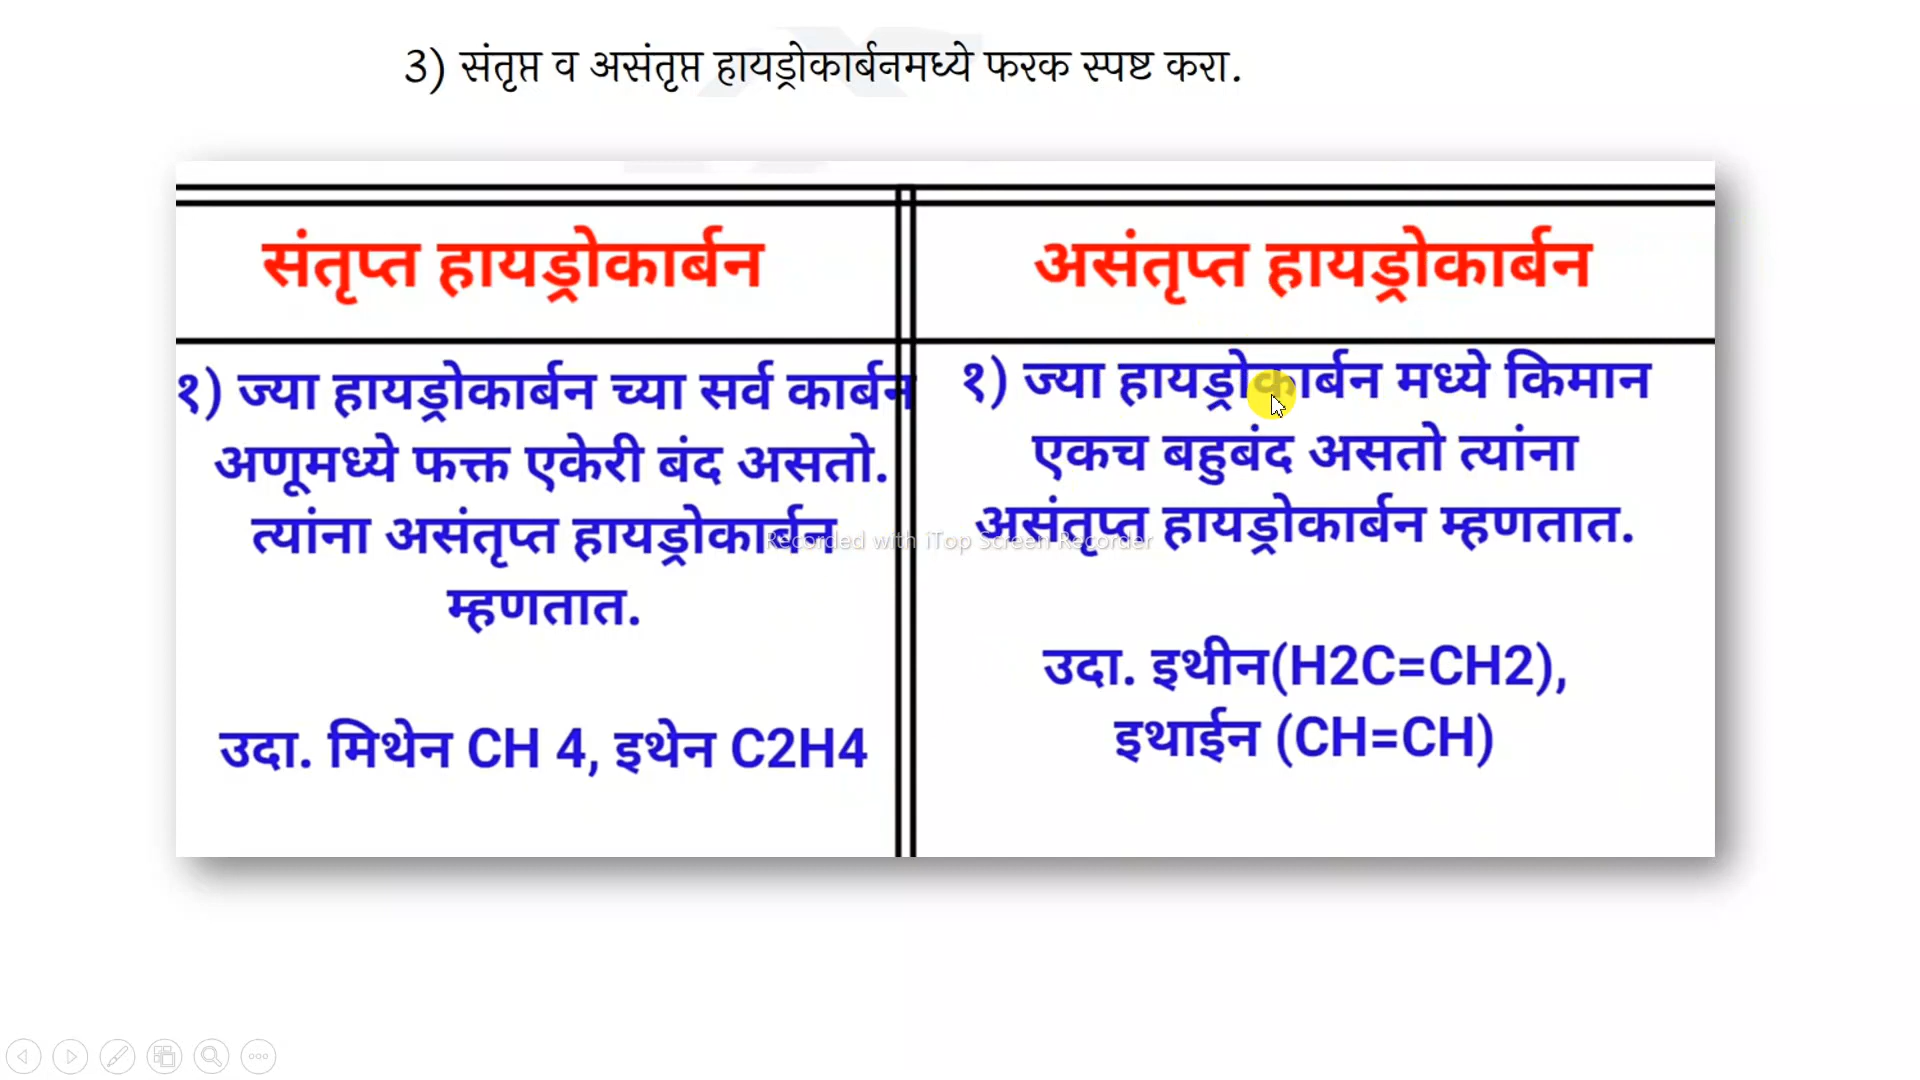 3) संतृप्त व असंतृप्त हायड्रोकार्बनमध्ये फरक स्पष्ट करा.
संतृप्त हायड्रोकार्बन
१) ज्या हायड्रोकार्बन च्या सर्व कार्बन
अणूमध्ये फक्त एकेरी बंद असतो.
त्यांना असंतृप्त हायड्रोकार्बन
म्हणतात.
उदा. मिथेन CH 4, इथेन C2H4
असंतृप्त हायड्रोकार्बन
१) ज्या हायड्रोकार्बन मध्ये किमान
एकच बहुबंद असतो त्यांना
असंतृप्त हायड्रोकार्बन म्हणतात.
उदा. इथीन(H2C=CH2),
इथाईन (CH=CH)
Recorded with iTop Screen Recorder